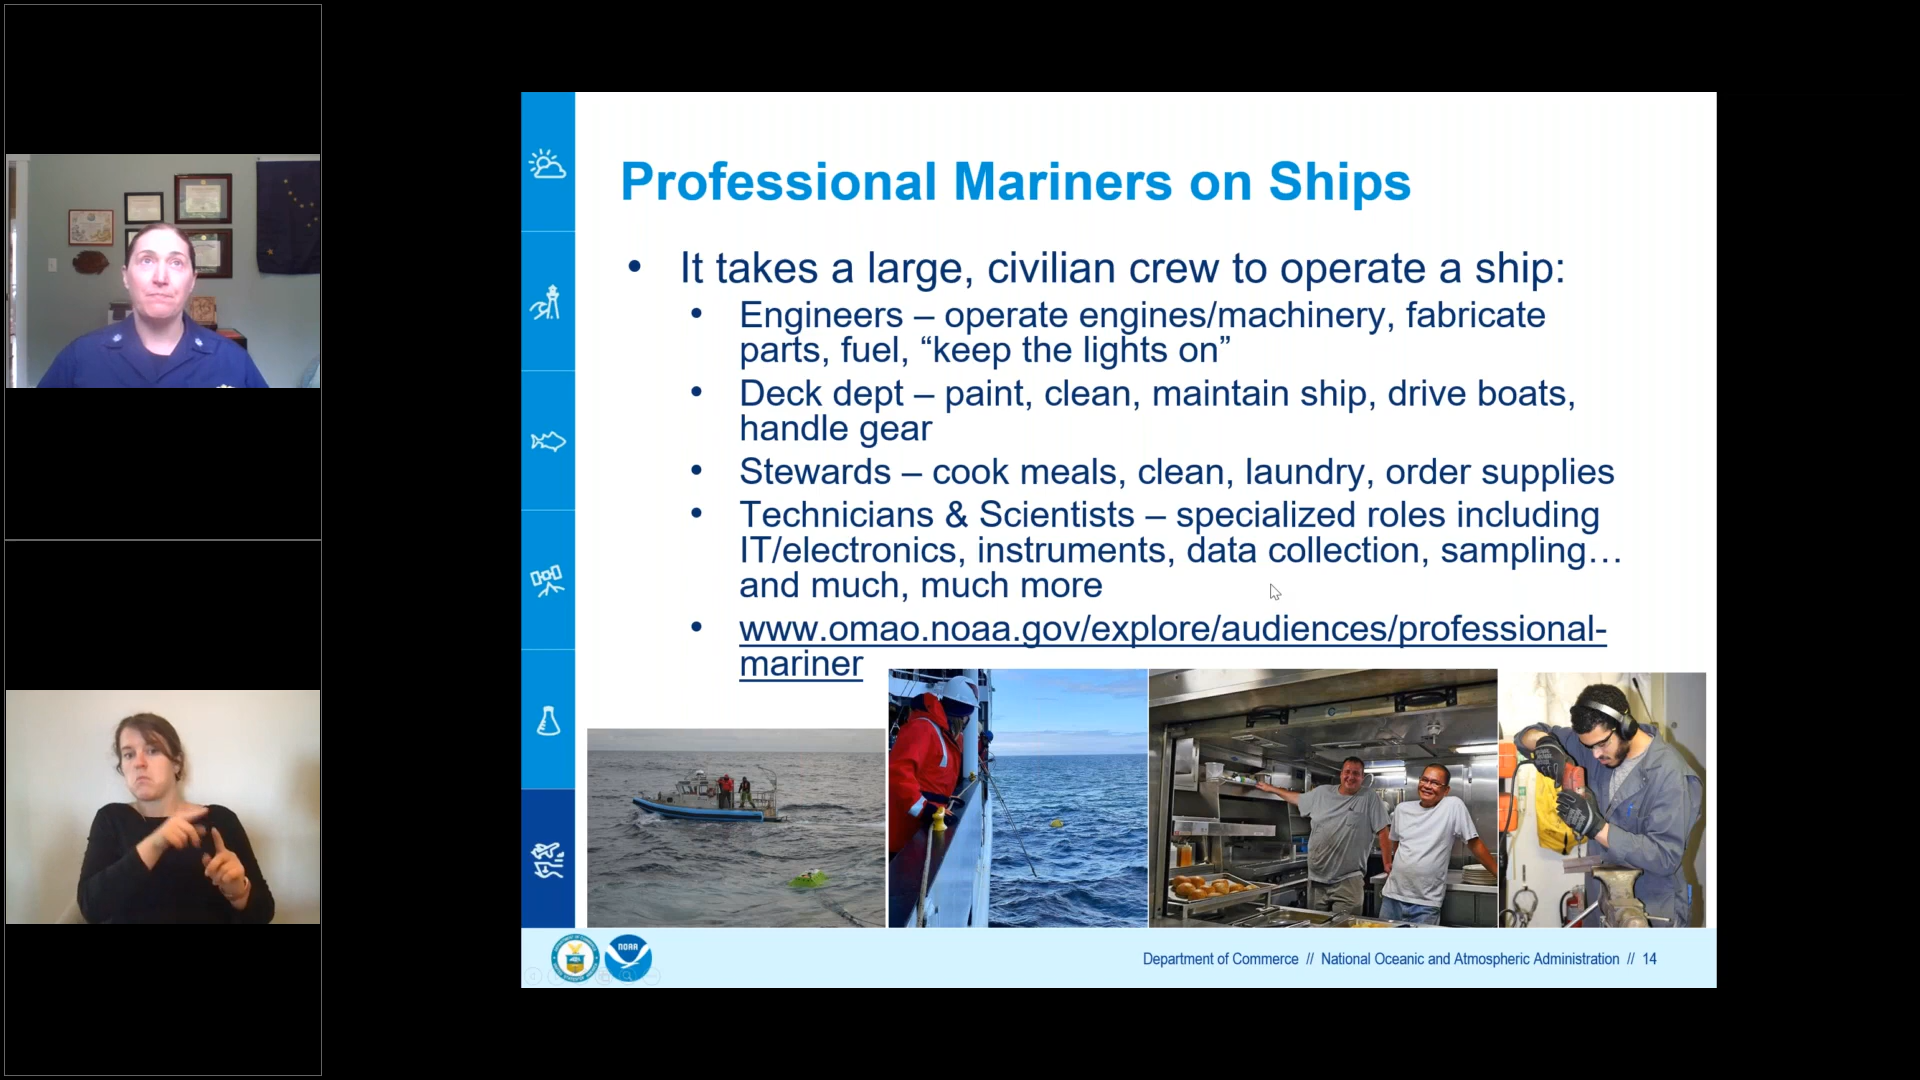 Professional Mariners on Ships
• It takes a large, civilian crew to operate a ship:
• Engineers – operate engines/machinery, fabricate
parts, fuel, “keep the lights on”
• Deck dept – paint, clean, maintain ship, drive boats,
handle gear
• Stewards – cook meals, clean, laundry, order supplies
• Technicians & Scientists – specialized roles including
IT/electronics, instruments, data collection, sampling…
and much, much more
• www.omao.noaa.gov/explore/audiences/professional-
mariner
NOAA
Department of Commerce // National Oceanic and Atmospheric Administration // 14